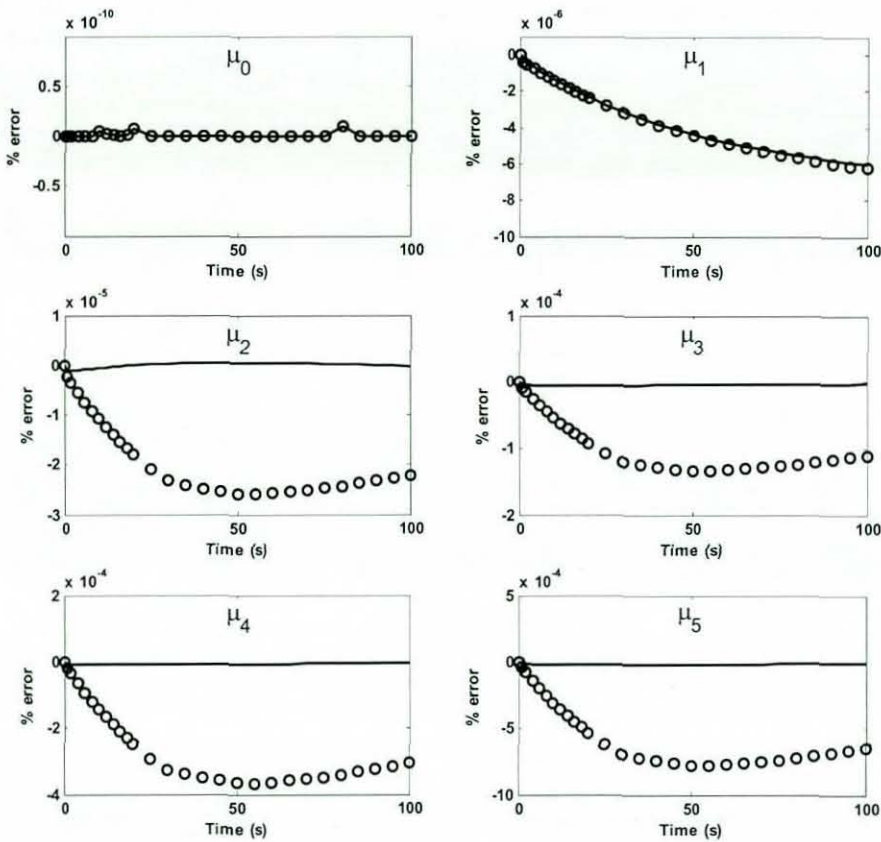 x 10⁻¹⁰
0.5
0
-0.5
% error
μ₀
0 50 100
Time (s)
x 10⁻⁶
0
-2
-4
-6
-8
-10
% error
μ₁
0 50 100
Time (s)
x 10⁻⁵
1
0
-1
-2
-3
% error
μ₂
0 50 100
Time (s)
x 10⁻⁴
1
0
-1
-2
% error
μ₃
0 50 100
Time (s)
x 10⁻⁴
2
0
-2
-4
% error
μ₄
0 50 100
Time (s)
x 10⁻⁴
5
0
-5
-10
% error
μ₅
0 50 100
Time (s)